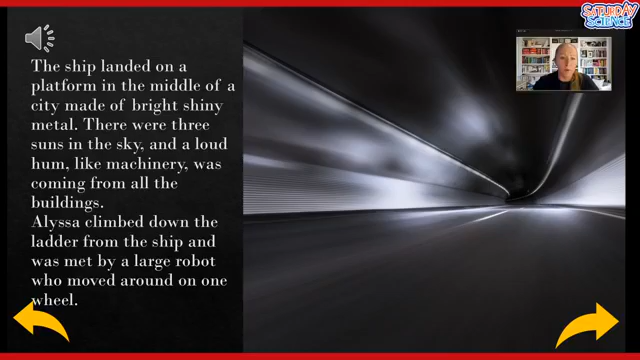 SATURDAY
SCIENCE
The ship landed on a
platform in the middle of a
city made of bright shiny
metal. There were three
suns in the sky, and a loud
hum, like machinery, was
coming from all the
buildings.
Alyssa climbed down the
ladder from the ship and
was met by a large robot
who moved around on one
wheel.